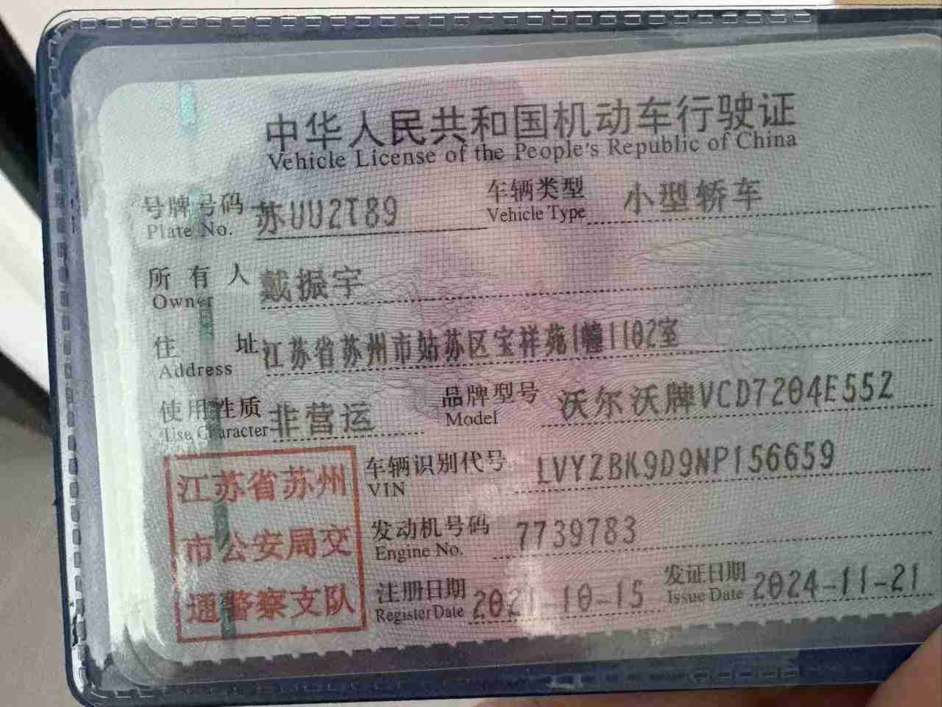 中华人民共和国机动车行驶证
Vehicle License of the People's Republic of China
号牌号码 苏UU2T89 车辆类型 小型轿车
Plate No. Vehicle Type
所有人 戴振宇
Owner
住址 江苏省苏州市姑苏区宝祥苑1幢1102室
Address
使用性质 非营运 品牌型号 沃尔沃牌VCD7204E55Z
Use Character Model
江苏省苏州
市公安局交
通警察支队
车辆识别代号 LVYZBK9D9NP156659
VIN
发动机号码 7739783
Engine No.
注册日期 2021-10-15 发证日期 2024-11-21
Register Date Issue Date